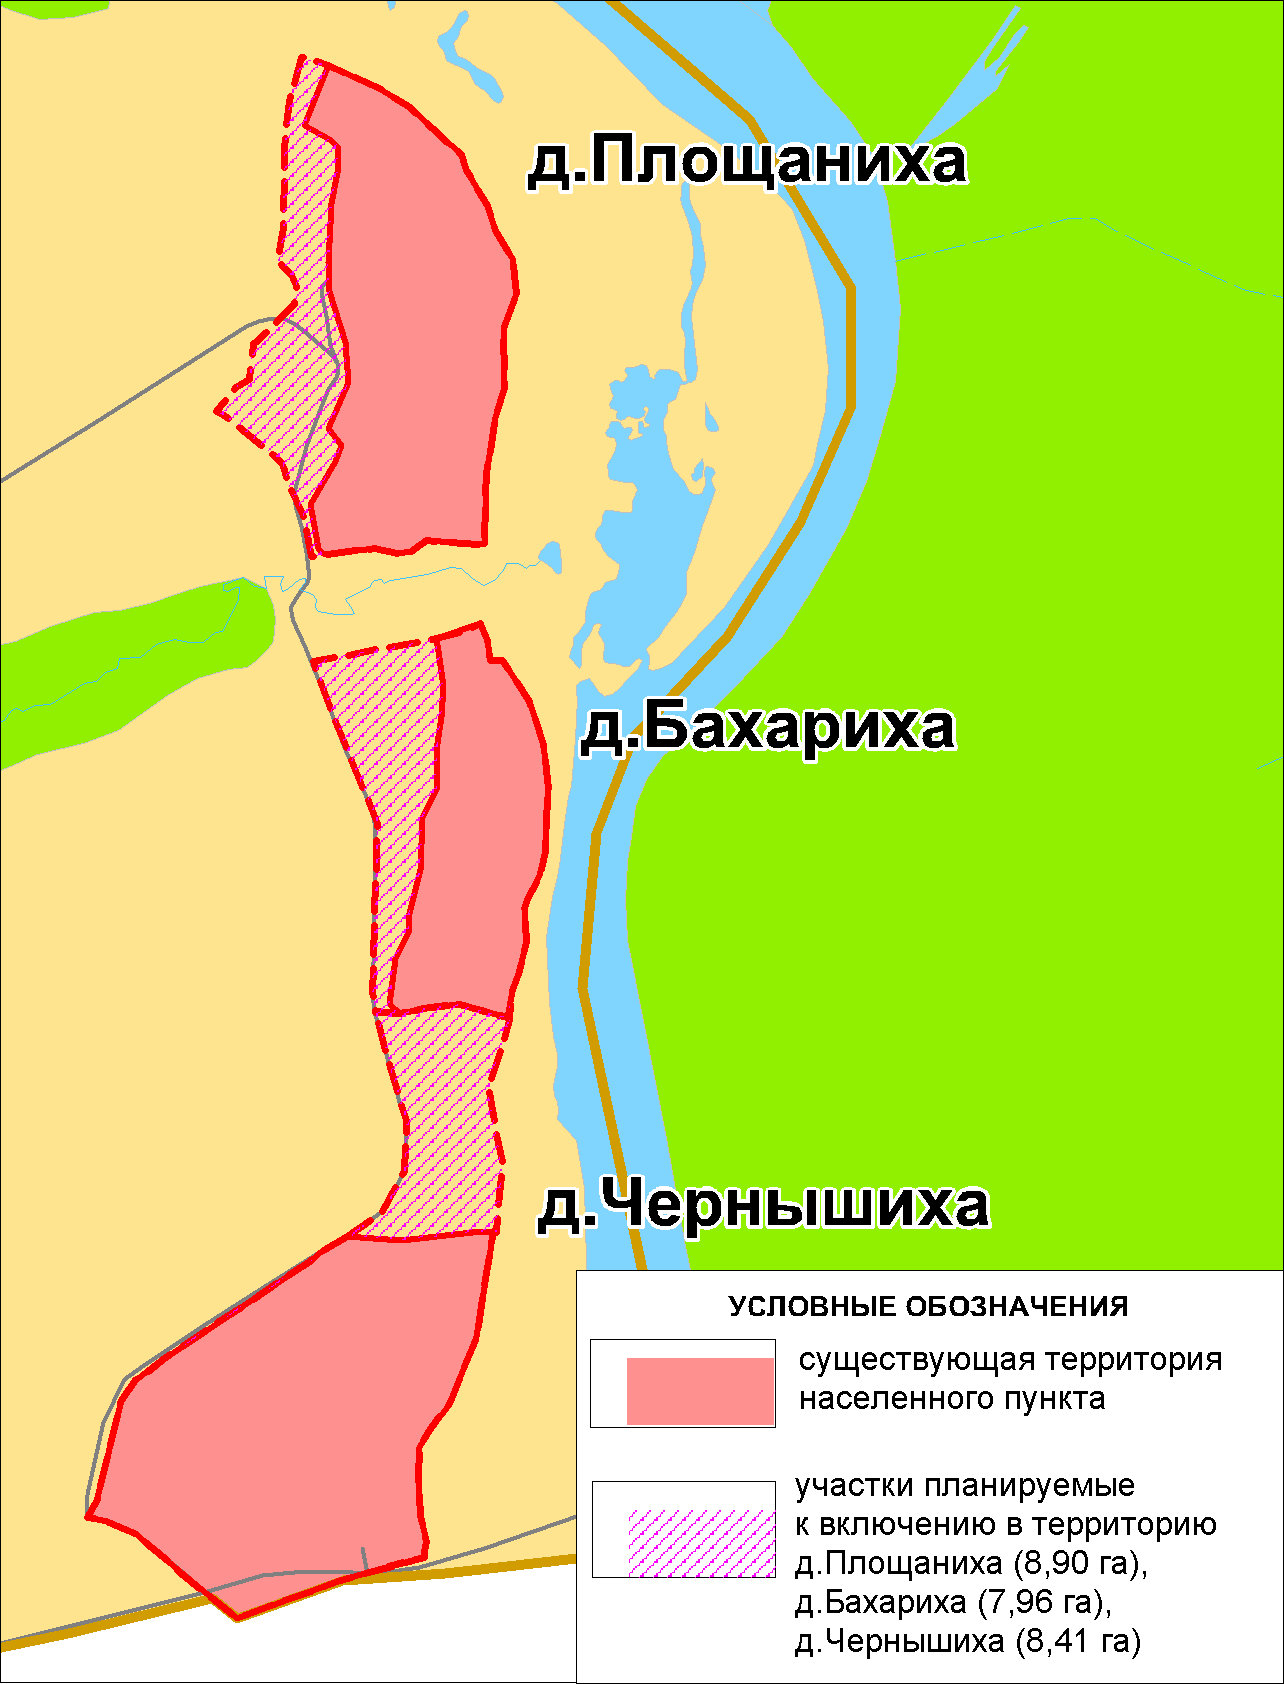 д.Площаниха
д.Бахариха
д.Чернышиха
УСЛОВНЫЕ ОБОЗНАЧЕНИЯ
существующая территория
населенного пункта
участки планируемые
к включению в территорию
д.Площаниха (8,90 га),
д.Бахариха (7,96 га),
д.Чернышиха (8,41 га)